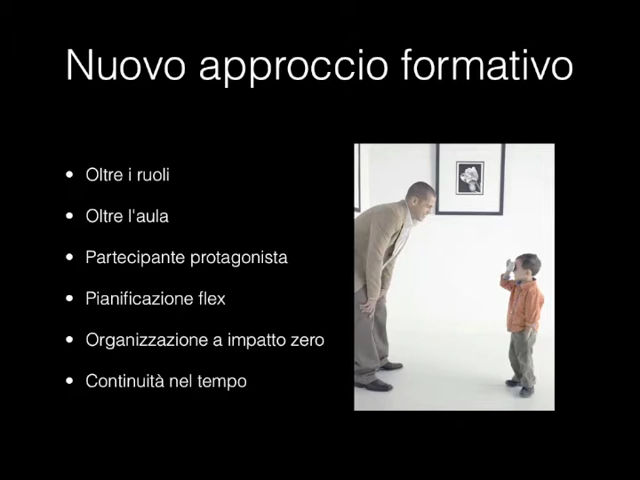 Nuovo approccio formativo
• Oltre i ruoli
• Oltre l'aula
• Partecipante protagonista
• Pianificazione flex
• Organizzazione a impatto zero
• Continuità nel tempo